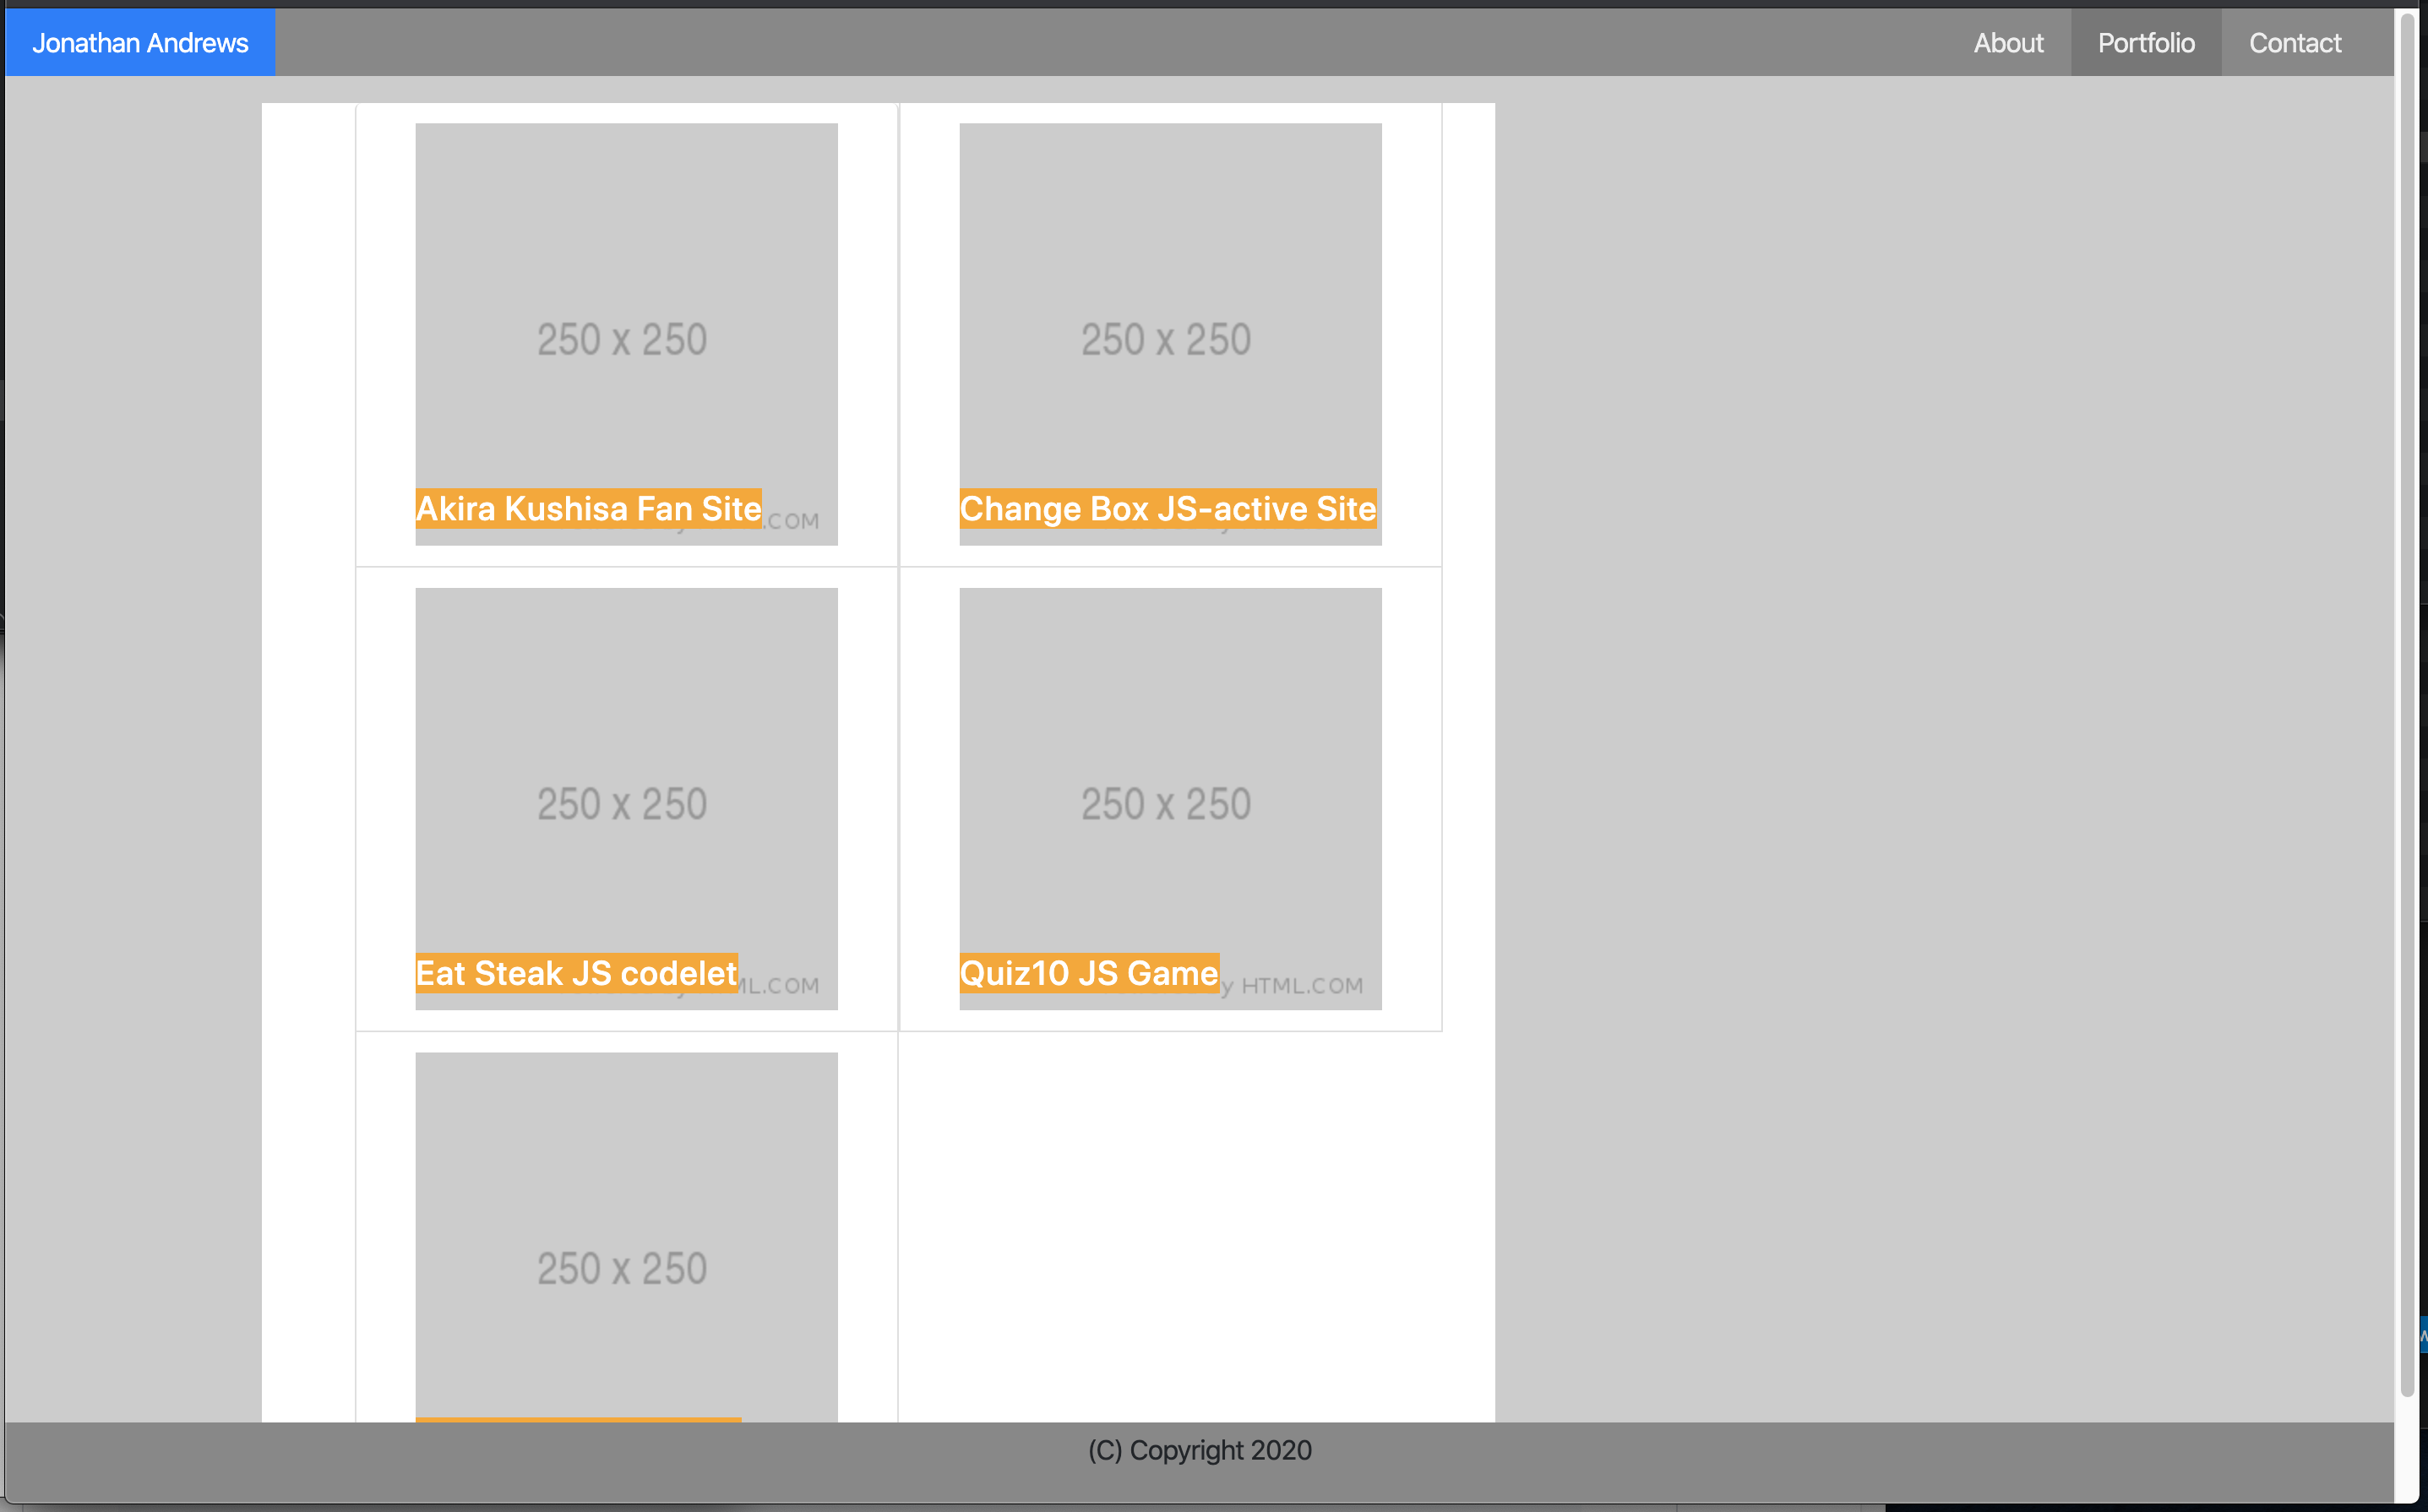 Jonathan Andrews
About
Portfolio
Contact
250 x 250
250 x 250
Akira Kushisa Fan Site
.COM
Change Box JS-active Site
250 x 250
250 x 250
Eat Steak JS codelet
L.COM
Quiz10 JS Game
y HTML.COM
250 x 250
(C) Copyright 2020